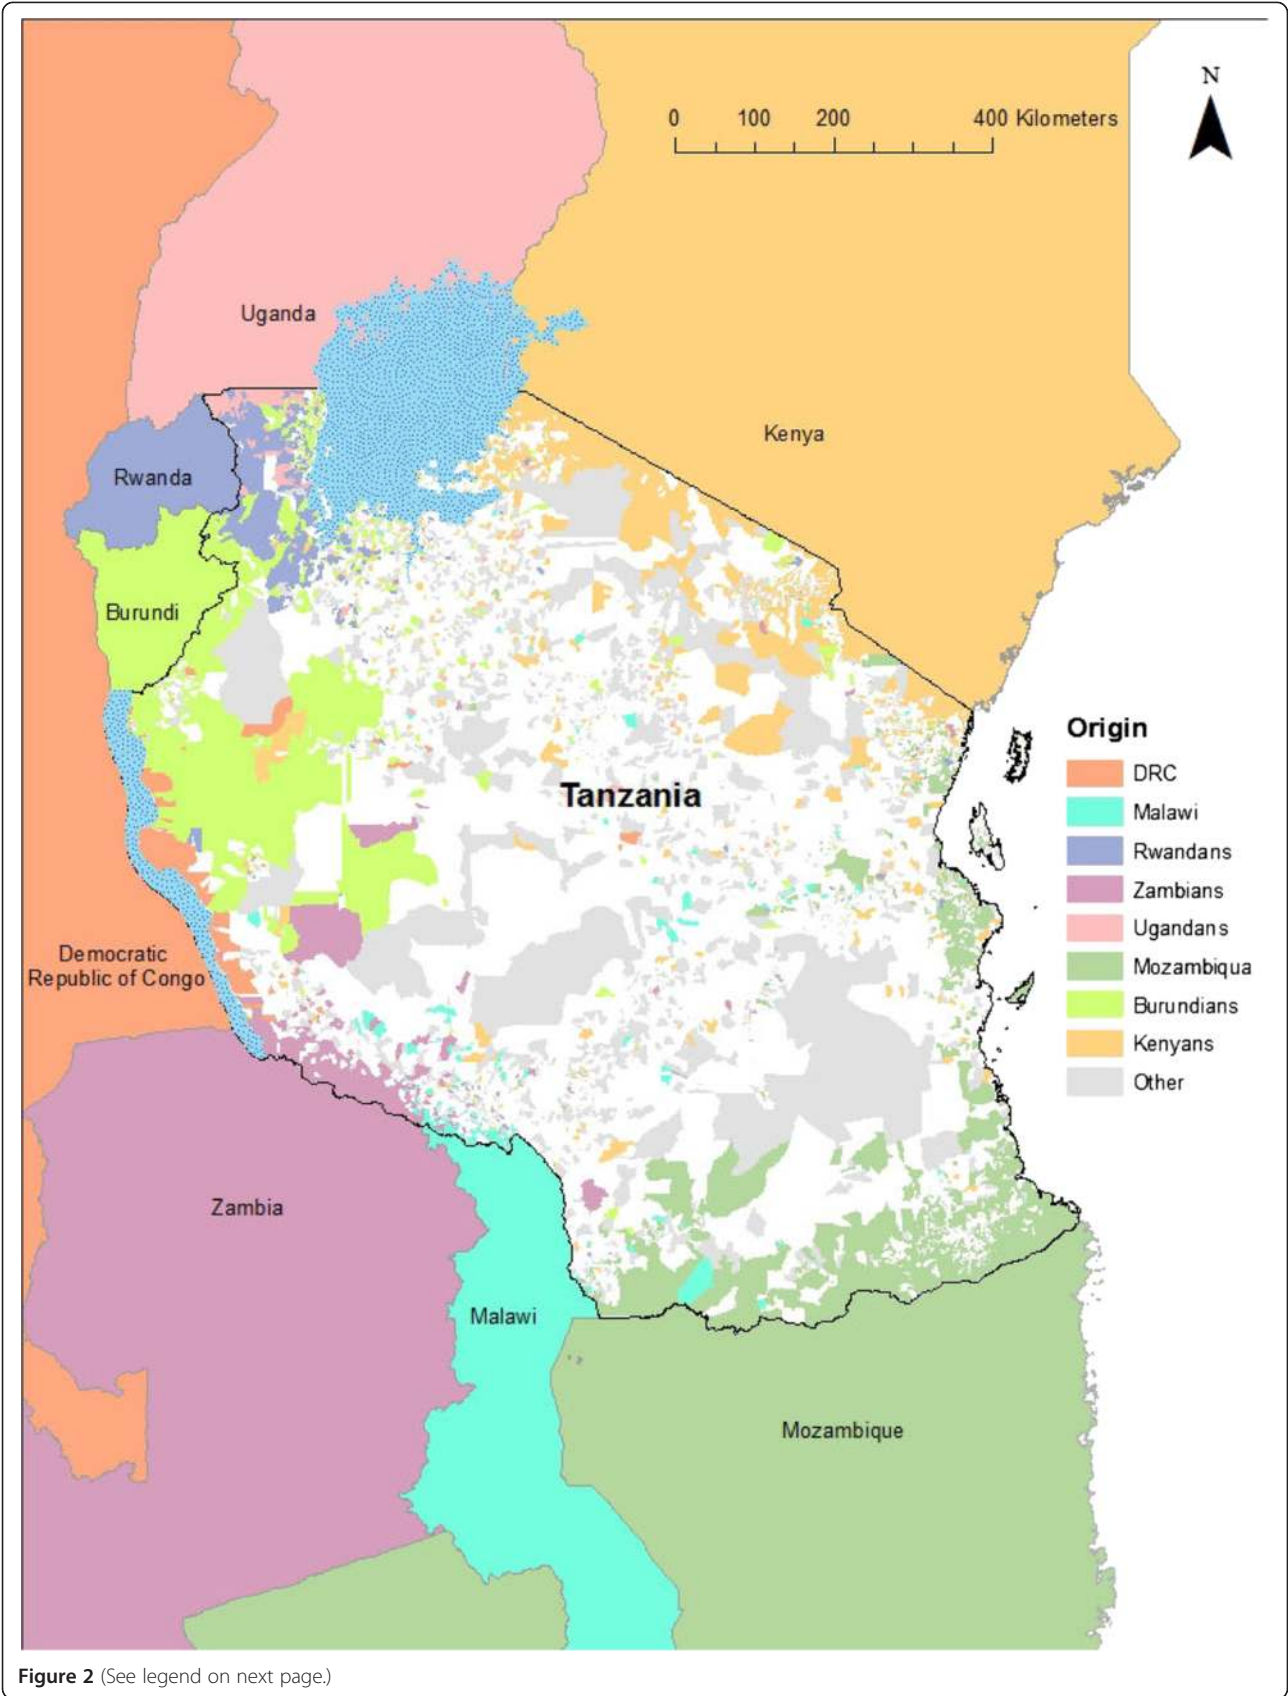 N
0 100 200 400 Kilometers
Uganda
Kenya
Rwanda
Burundi
Tanzania
Origin
DRC
Malawi
Rwandans
Zambians
Ugandans
Mozambiqua
Burundians
Kenyans
Other
Democratic
Republic of Congo
Zambia
Malawi
Mozambique
Figure 2 (See legend on next page.)